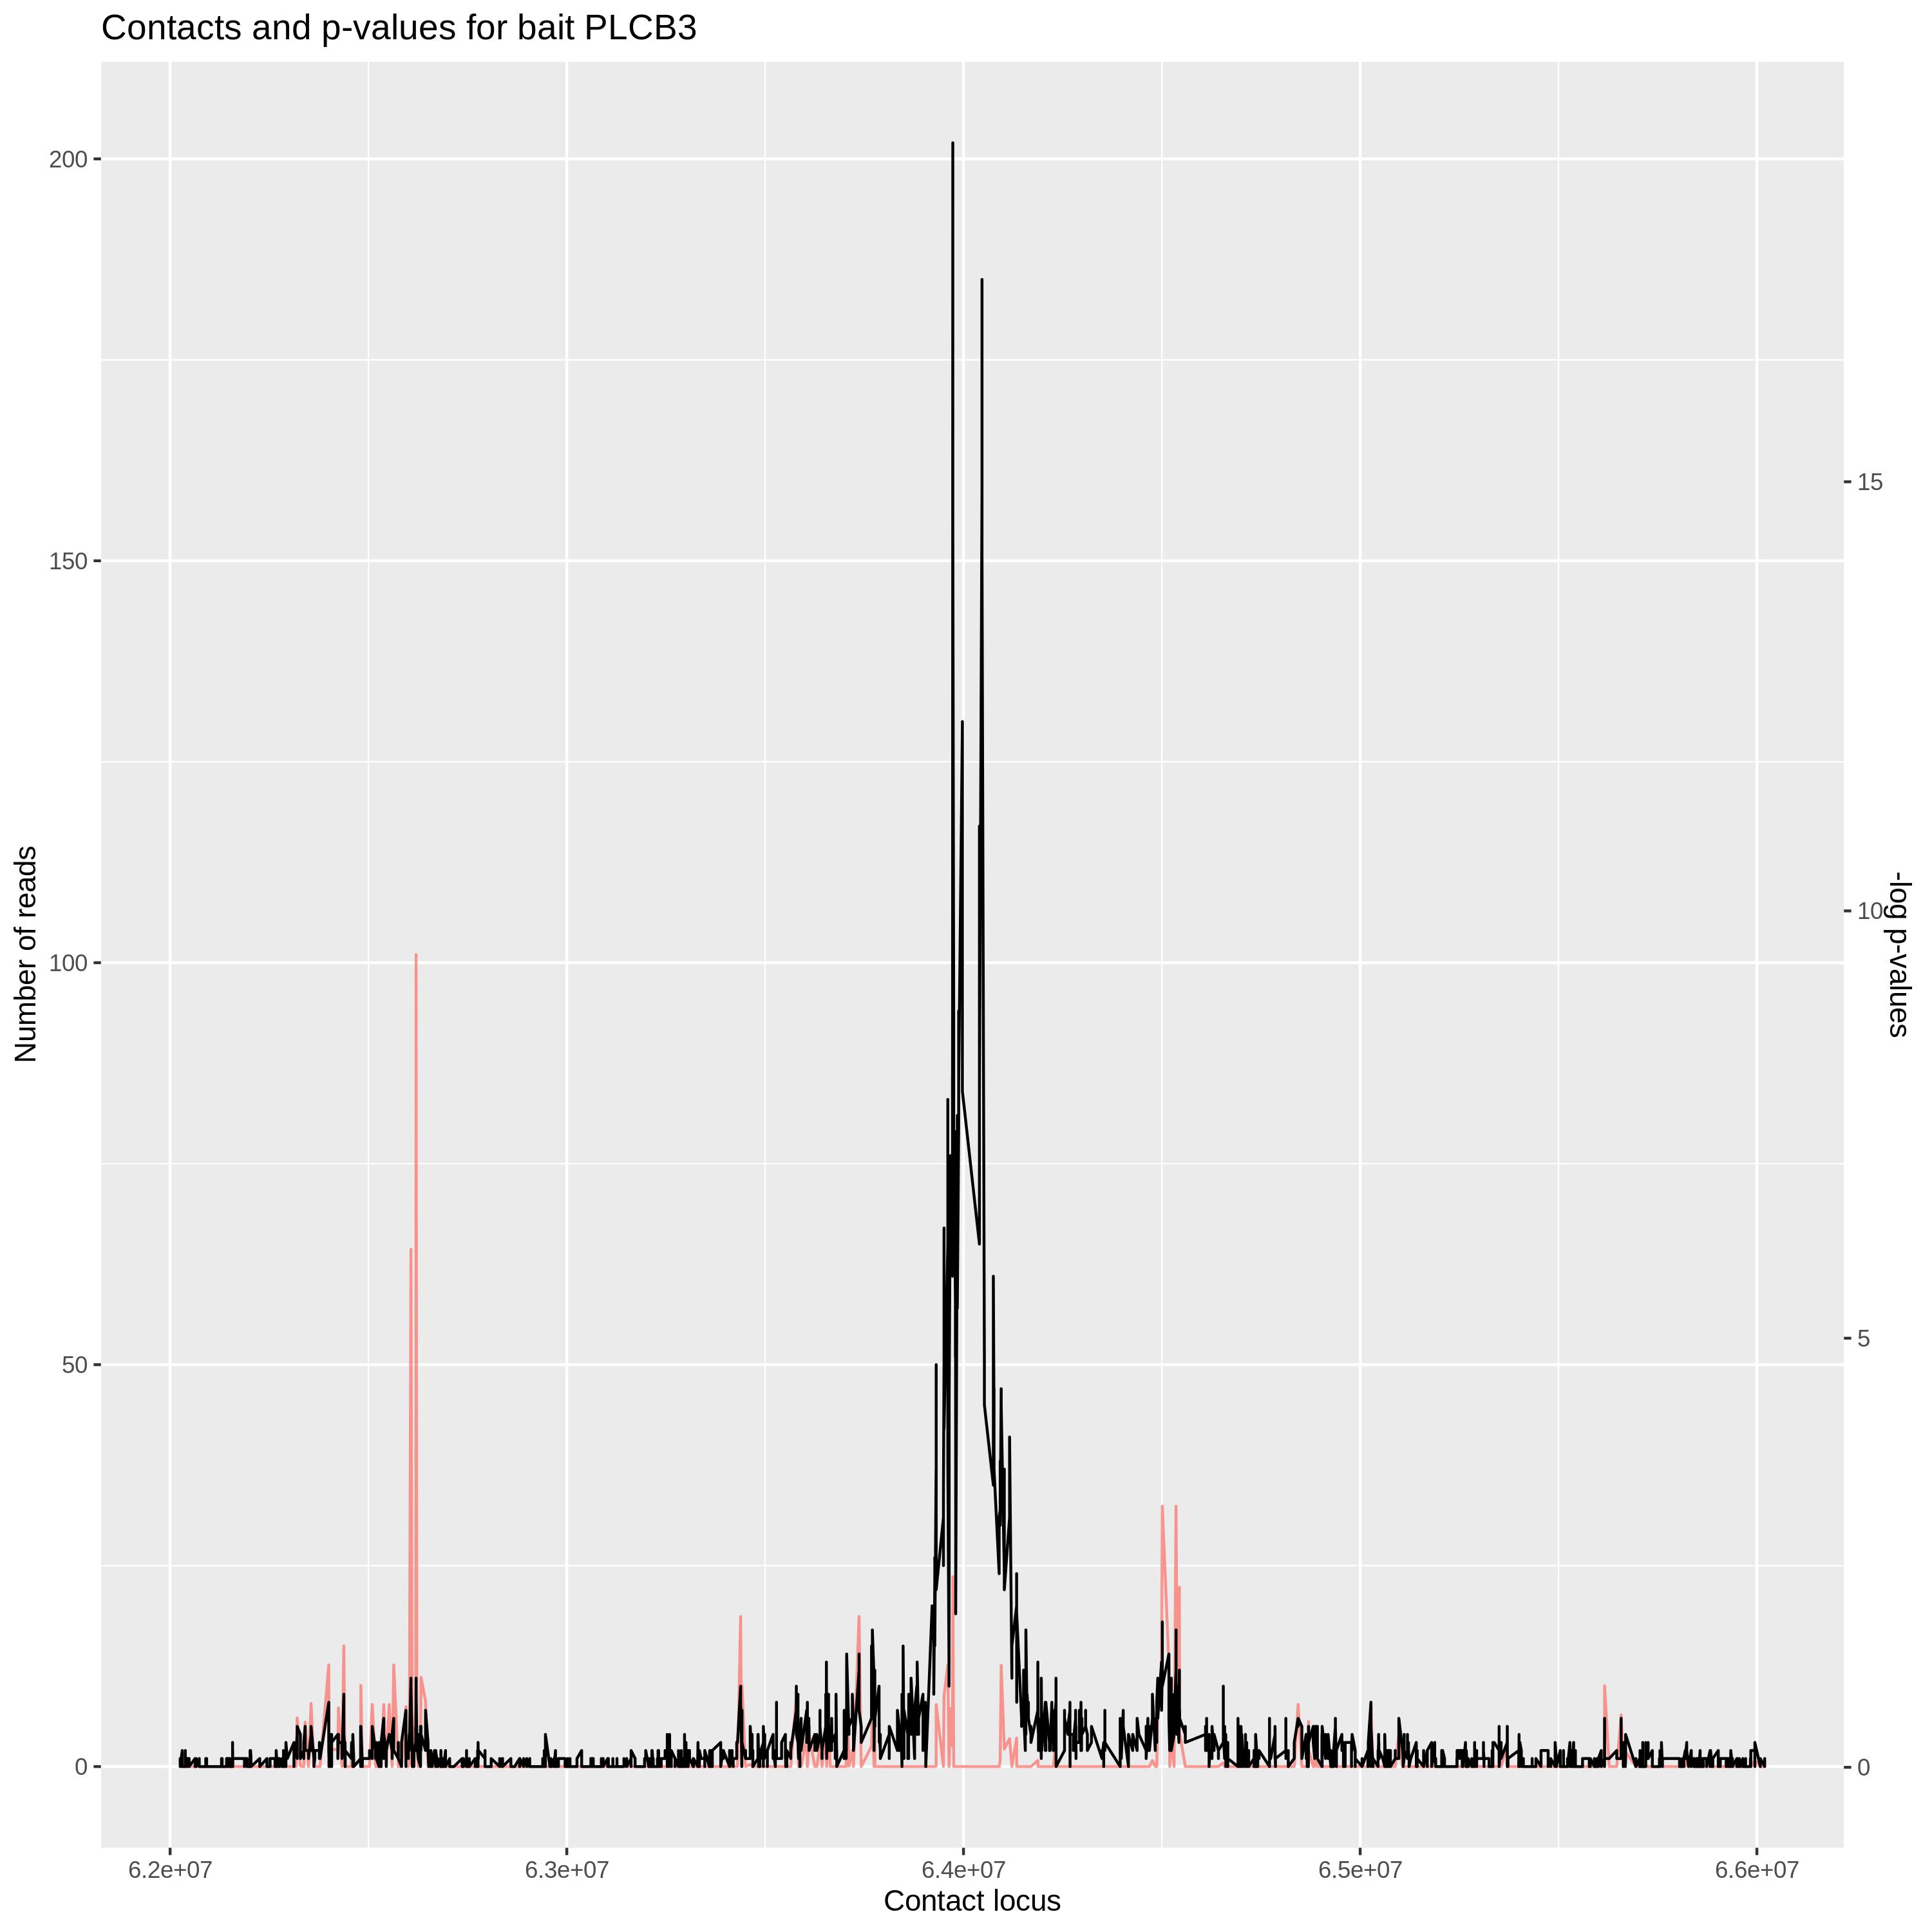 Contacts and p-values for bait PLCB3
200
150
100
50
0
Number of reads
15
10
5
0
-log p-values
6.2e+07 6.3e+07 6.4e+07 6.5e+07 6.6e+07
Contact locus